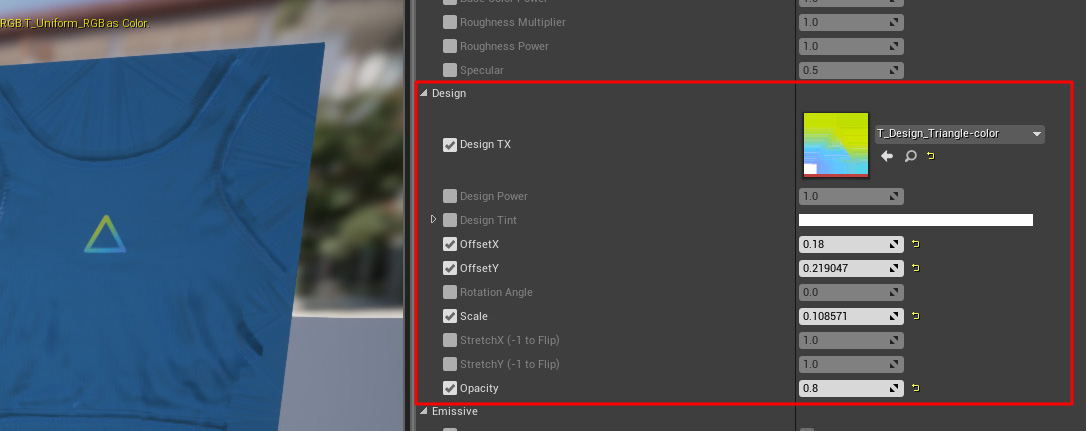 RGB:T_Uniform_RGB as Color.
Base Color Power 1.0
Roughness Multiplier 1.0
Roughness Power 1.0
Specular 0.5
Design
Design TX T_Design_Triangle-color
Design Power 1.0
Design Tint
OffsetX 0.18
OffsetY 0.219047
Rotation Angle 0.0
Scale 0.108571
StretchX (-1 to Flip) 1.0
StretchY (-1 to Flip) 1.0
Opacity 0.8
Emissive